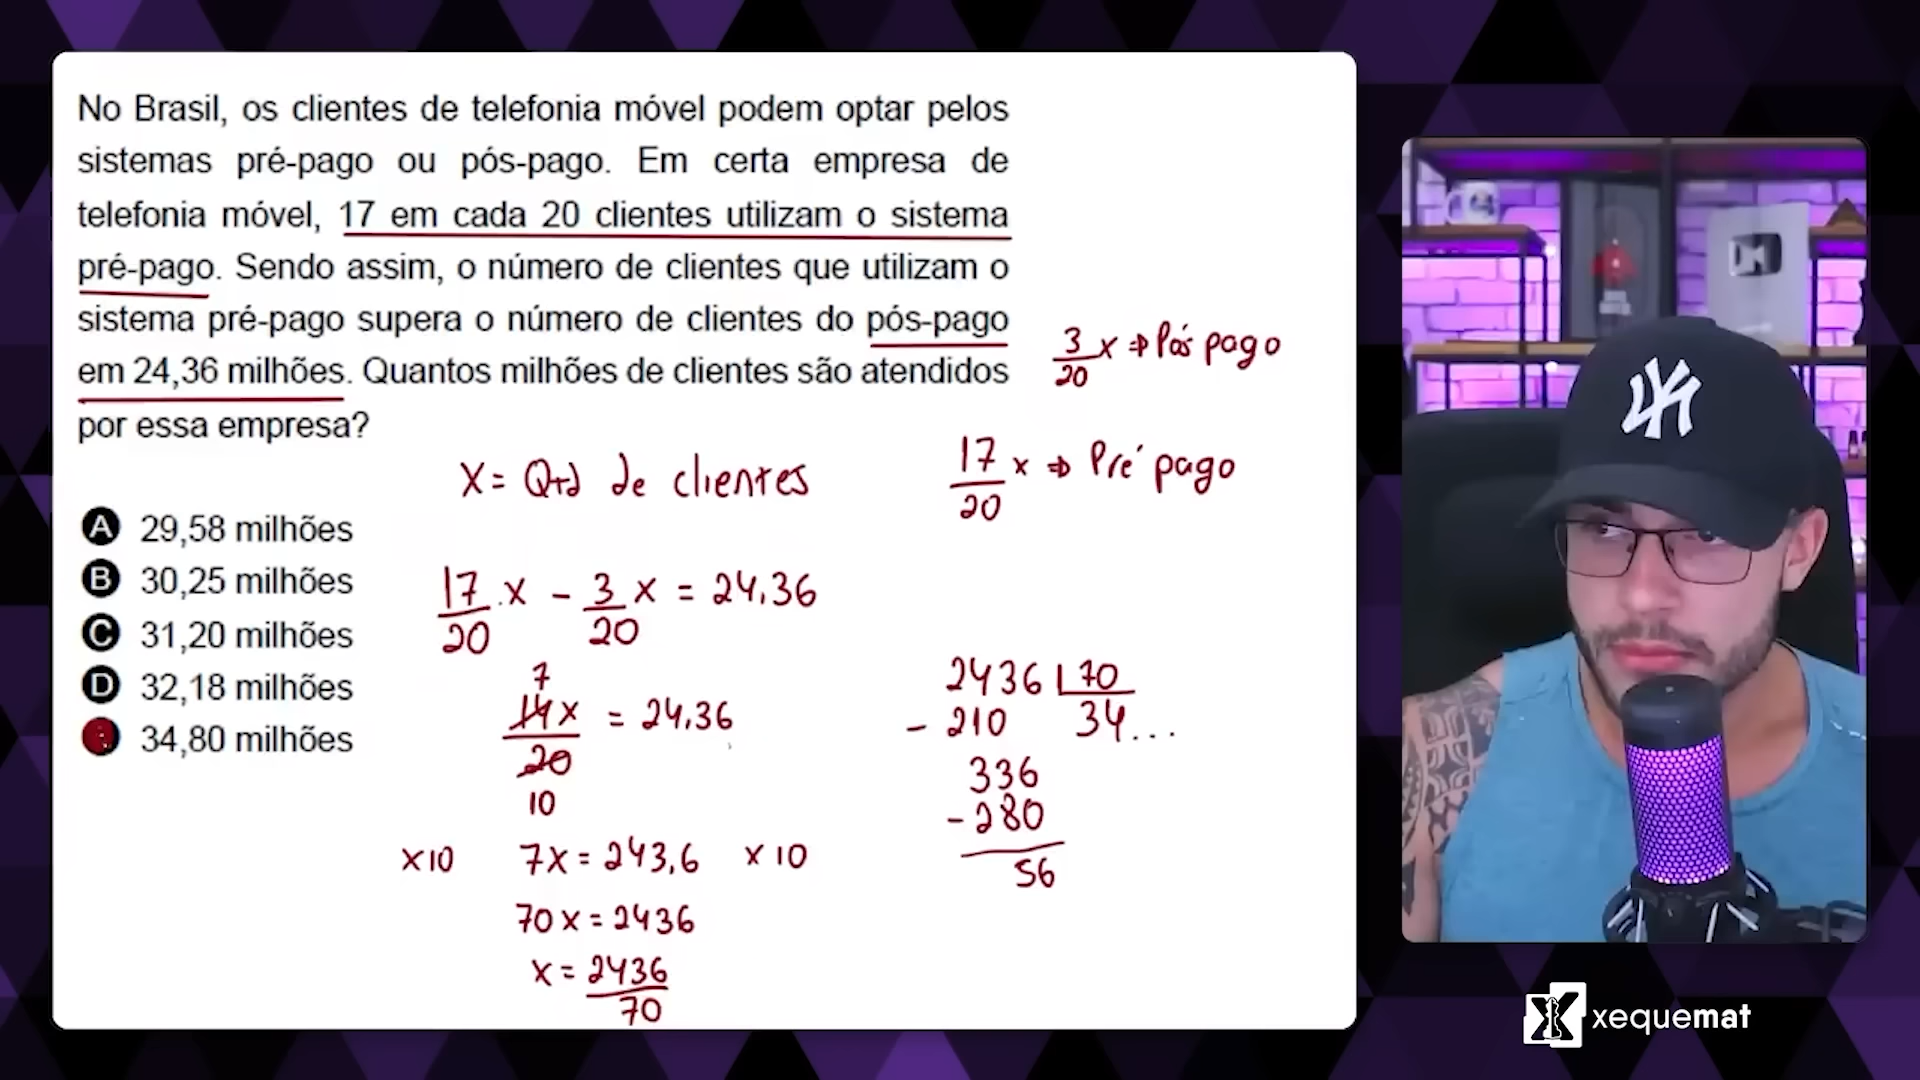 No Brasil, os clientes de telefonia móvel podem optar pelos
sistemas pré-pago ou pós-pago. Em certa empresa de
telefonia móvel, 17 em cada 20 clientes utilizam o sistema
pré-pago. Sendo assim, o número de clientes que utilizam o
sistema pré-pago supera o número de clientes do pós-pago
em 24,36 milhões. Quantos milhões de clientes são atendidos
por essa empresa?
3/20 x ⇒ Pós pago
17/20 x ⇒ Pré pago
X = Qtd de clientes
A 29,58 milhões
B 30,25 milhões
C 31,20 milhões
D 32,18 milhões
34,80 milhões
17/20 . x - 3/20 x = 24,36
7
14x/20 = 24,36
10
x10 7x = 243,6 x10
70x = 2436
x = 2436/70
2436 | 70
- 210 34...
336
- 280
56
NY
xequemat